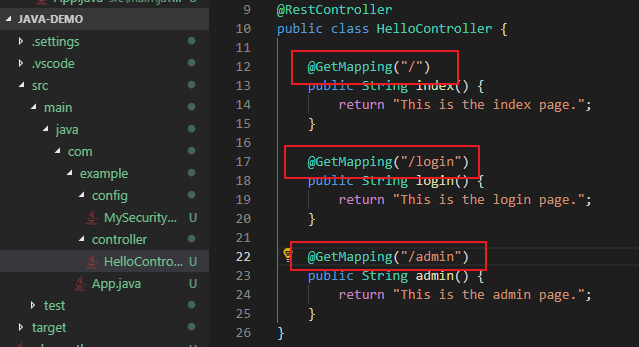 App.java src\main\java...
JAVA-DEMO
.settings
.vscode
src
main
java
com
example
config
MySecurity... U
controller
HelloContro... U
App.java U
test
target
9 @RestController
10 public class HelloController {
11
12 @GetMapping("/")
13 public String index() {
14 return "This is the index page.";
15 }
16
17 @GetMapping("/login")
18 public String login() {
19 return "This is the login page.";
20 }
21
22 @GetMapping("/admin")
23 public String admin() {
24 return "This is the admin page.";
25 }
26 }